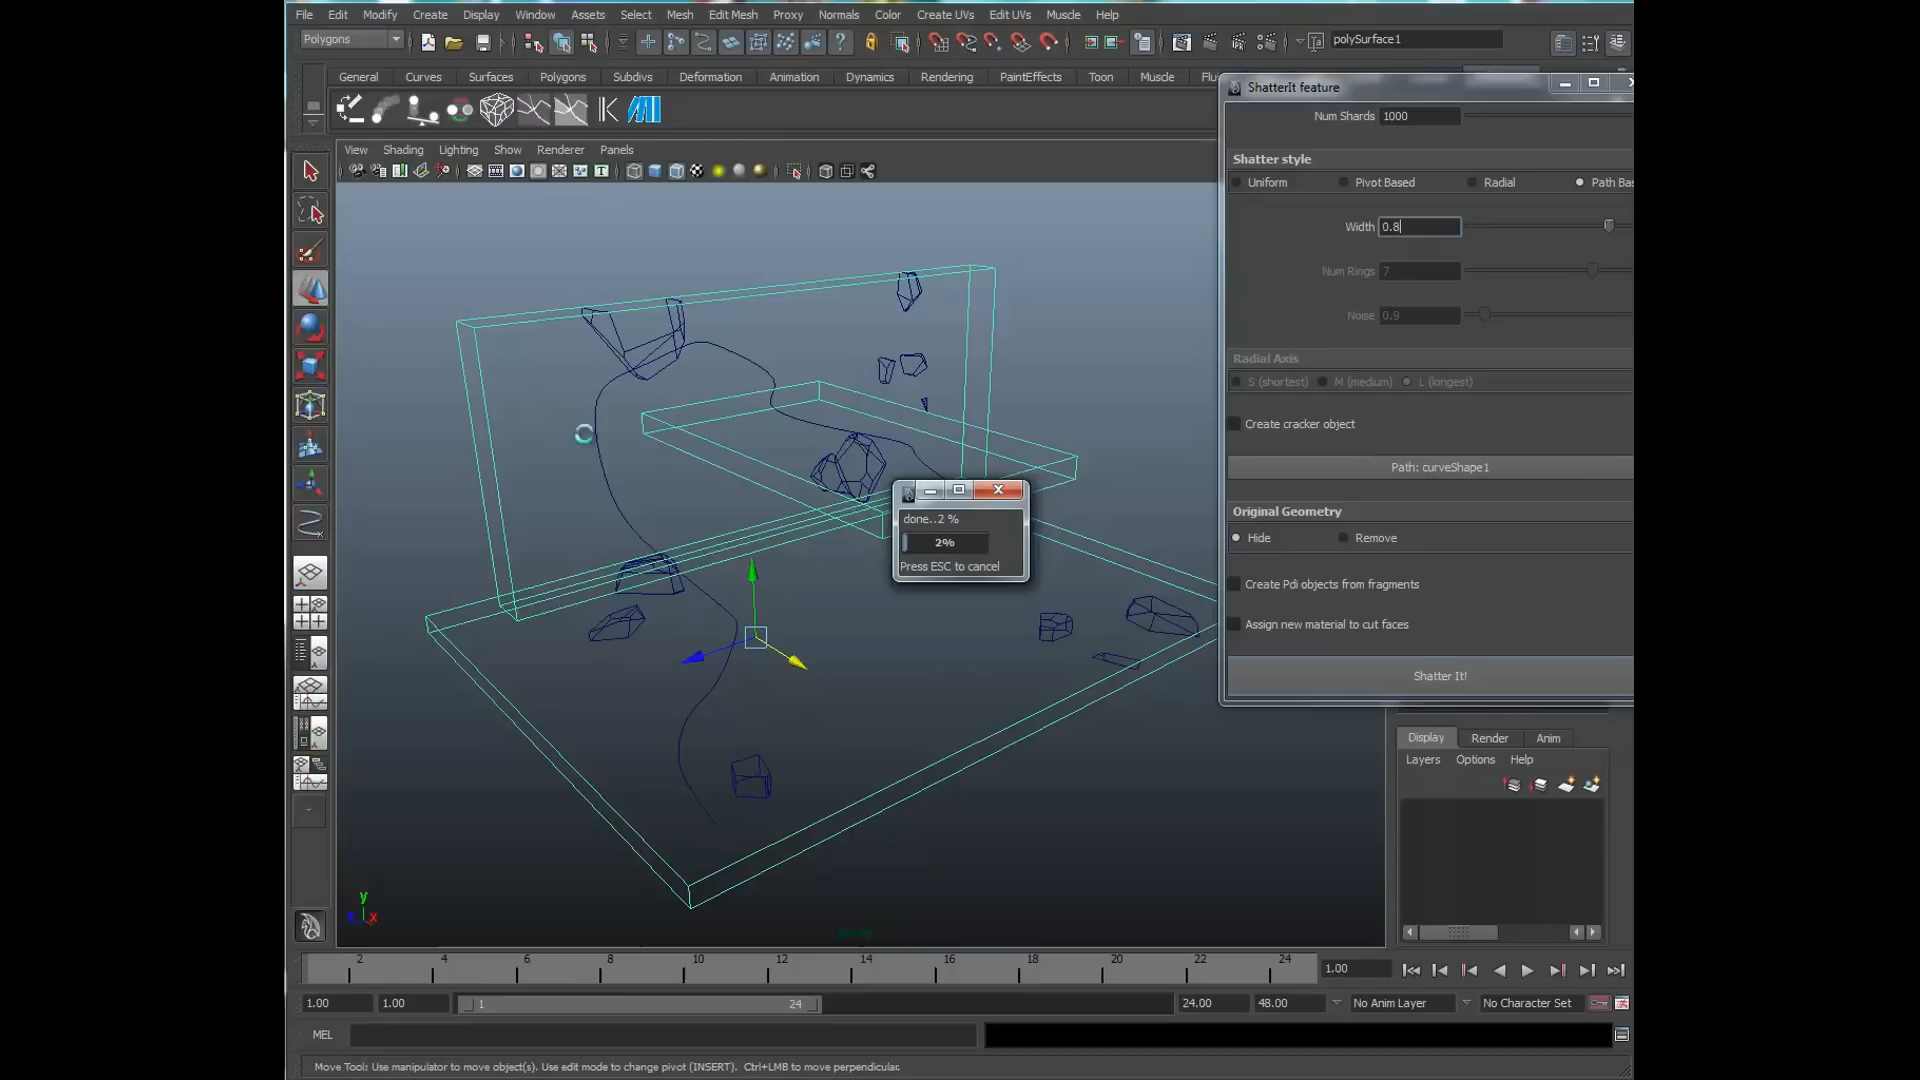 File Edit Modify Create Display Window Assets Select Mesh Edit Mesh Proxy Normals Color Create UVs Edit UVs Muscle Help
Polygons
polySurface1
General Curves Surfaces Polygons Subdivs Deformation Animation Dynamics Rendering PaintEffects Toon Muscle Flu
View Shading Lighting Show Renderer Panels
ShatterIt feature
Num Shards 1000
Shatter style
Uniform Pivot Based Radial Path Bas
Width 0.8
Num Rings 7
Noise 0.9
Radial Axis
S (shortest) M (medium) L (longest)
Create cracker object
Path: curveShape1
Original Geometry
Hide Remove
Create Pdi objects from fragments
Assign new material to cut faces
Shatter It!
done..2 %
2%
Press ESC to cancel
y
x
Display Render Anim
Layers Options Help
2 4 6 8 10 12 14 16 18 20 22 24
1.00
1.00 1.00 1 24 24.00 48.00 No Anim Layer No Character Set
MEL
Move Tool: Use manipulator to move object(s). Use edit mode to change pivot (INSERT). Ctrl+LMB to move perpendicular.